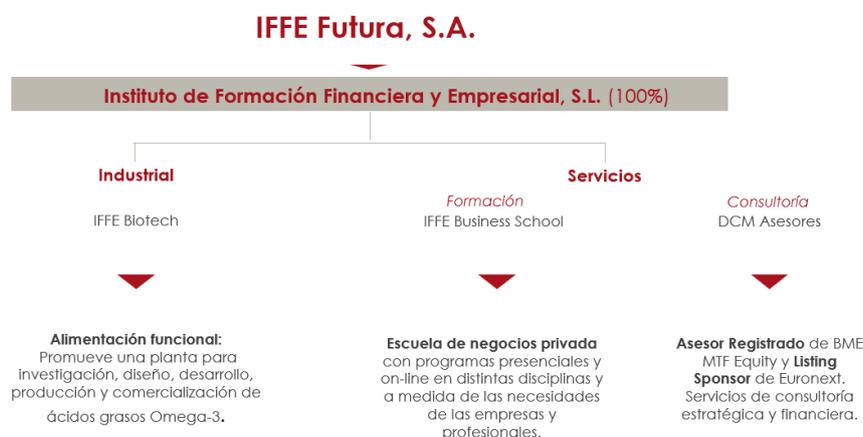 IFFE Futura, S.A.
Instituto de Formación Financiera y Empresarial, S.L. (100%)
Industrial
Servicios
Formación
Consultoría
IFFE Biotech
IFFE Business School
DCM Asesores
Alimentación funcional:
Promueve una planta para
investigación, diseño, desarrollo,
producción y comercialización de
ácidos grasos Omega-3.
Escuela de negocios privada
con programas presenciales y
on-line en distintas disciplinas y
a medida de las necesidades
de las empresas y
profesionales.
Asesor Registrado de BME
MTF Equity y Listing
Sponsor de Euronext.
Servicios de consultoría
estratégica y financiera.